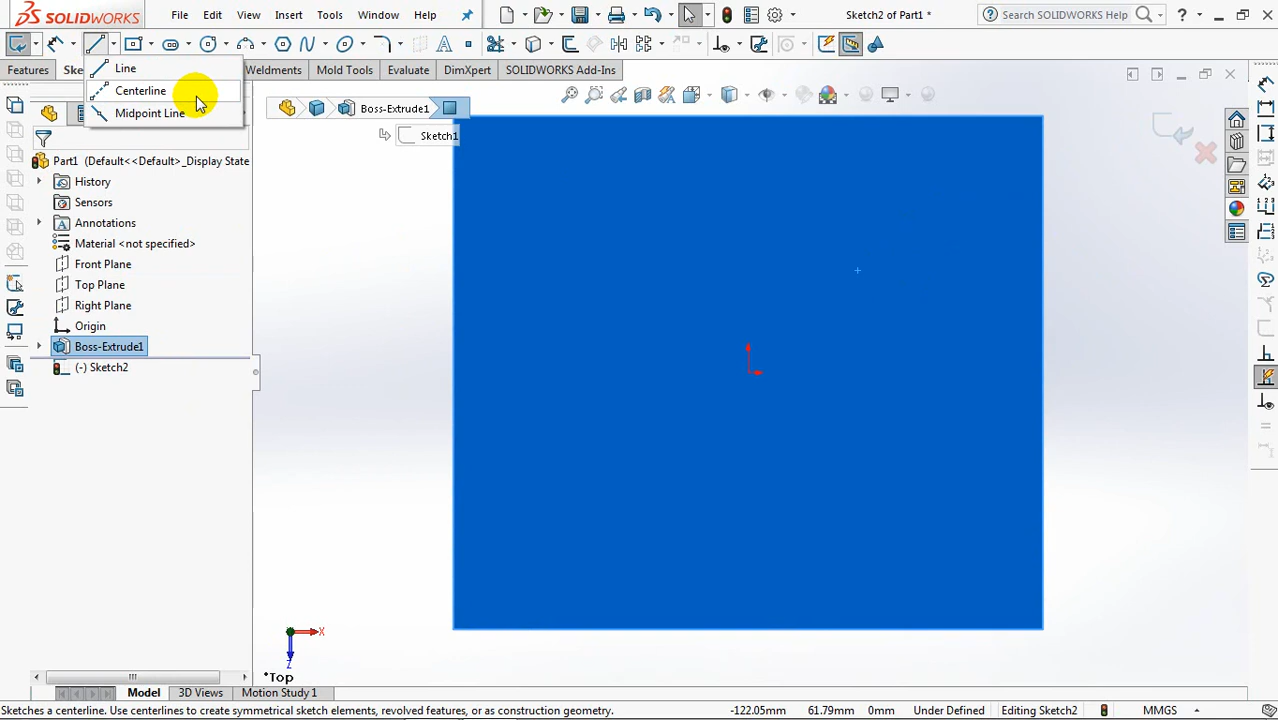 SOLIDWORKS File Edit View Insert Tools Window Help Sketch2 of Part1 * Search SOLIDWORKS Help ?
Features Ske Weldments Mold Tools Evaluate DimXpert SOLIDWORKS Add-Ins
Line
Centerline
Midpoint Line
Boss-Extrude1
Sketch1
Part1 (Default<<Default>_Display State
History
Sensors
Annotations
Material <not specified>
Front Plane
Top Plane
Right Plane
Origin
Boss-Extrude1
(-) Sketch2
X
Z
*Top
Model 3D Views Motion Study 1
Sketches a centerline. Use centerlines to create symmetrical sketch elements, revolved features, or as construction geometry. -122.05mm 61.79mm 0mm Under Defined Editing Sketch2 MMGS